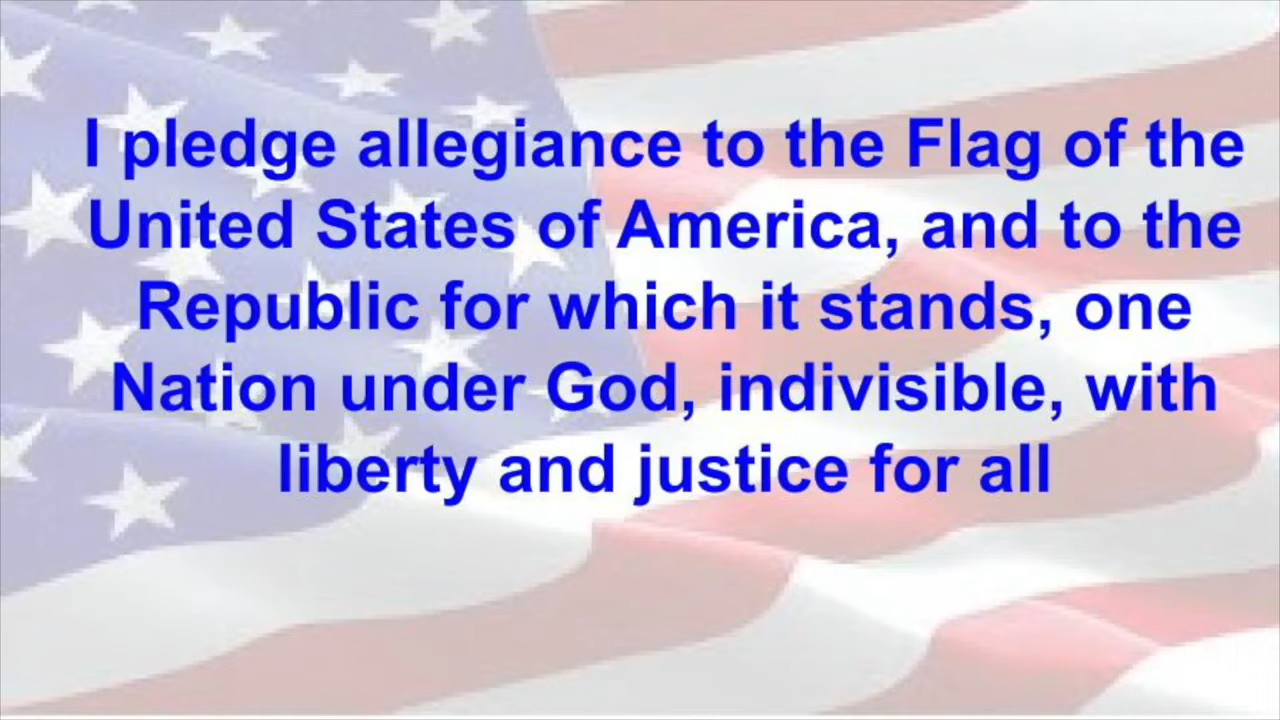 I pledge allegiance to the Flag of the
United States of America, and to the
Republic for which it stands, one
Nation under God, indivisible, with
liberty and justice for all